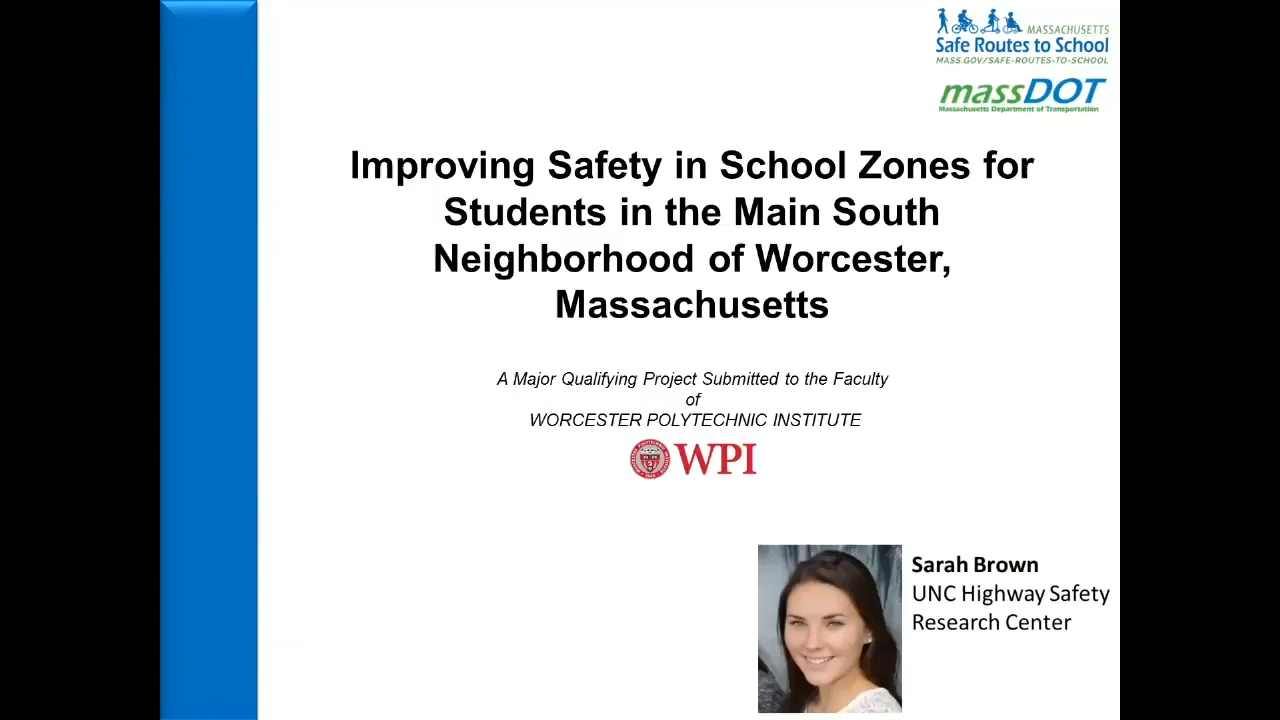 MASSACHUSETTS
Safe Routes to School
MASS.GOV/SAFE-ROUTES-TO-SCHOOL
massDOT
Massachusetts Department of Transportation
Improving Safety in School Zones for
Students in the Main South
Neighborhood of Worcester,
Massachusetts
A Major Qualifying Project Submitted to the Faculty
of
WORCESTER POLYTECHNIC INSTITUTE
WPI
Sarah Brown
UNC Highway Safety
Research Center